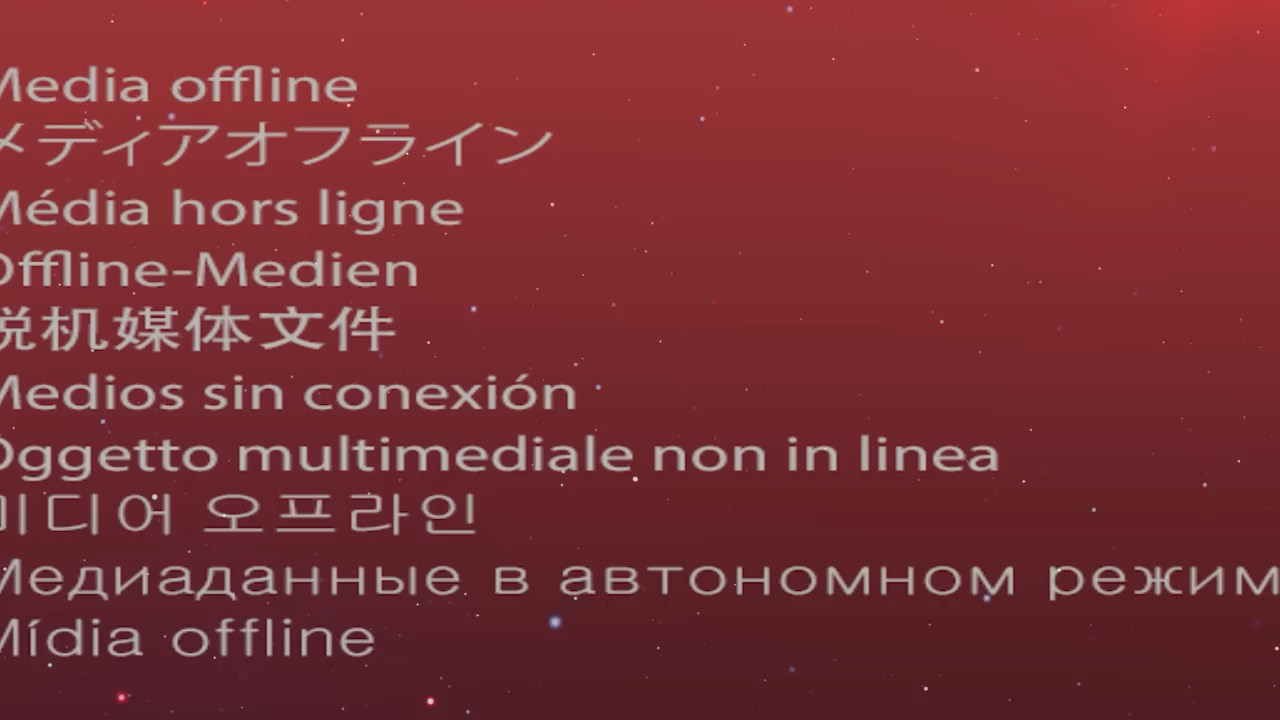 Media offline
メディアオフライン
Média hors ligne
Offline-Medien
脱机媒体文件
Medios sin conexión
Oggetto multimediale non in linea
미디어 오프라인
Медиаданные в автономном режим
Mídia offline